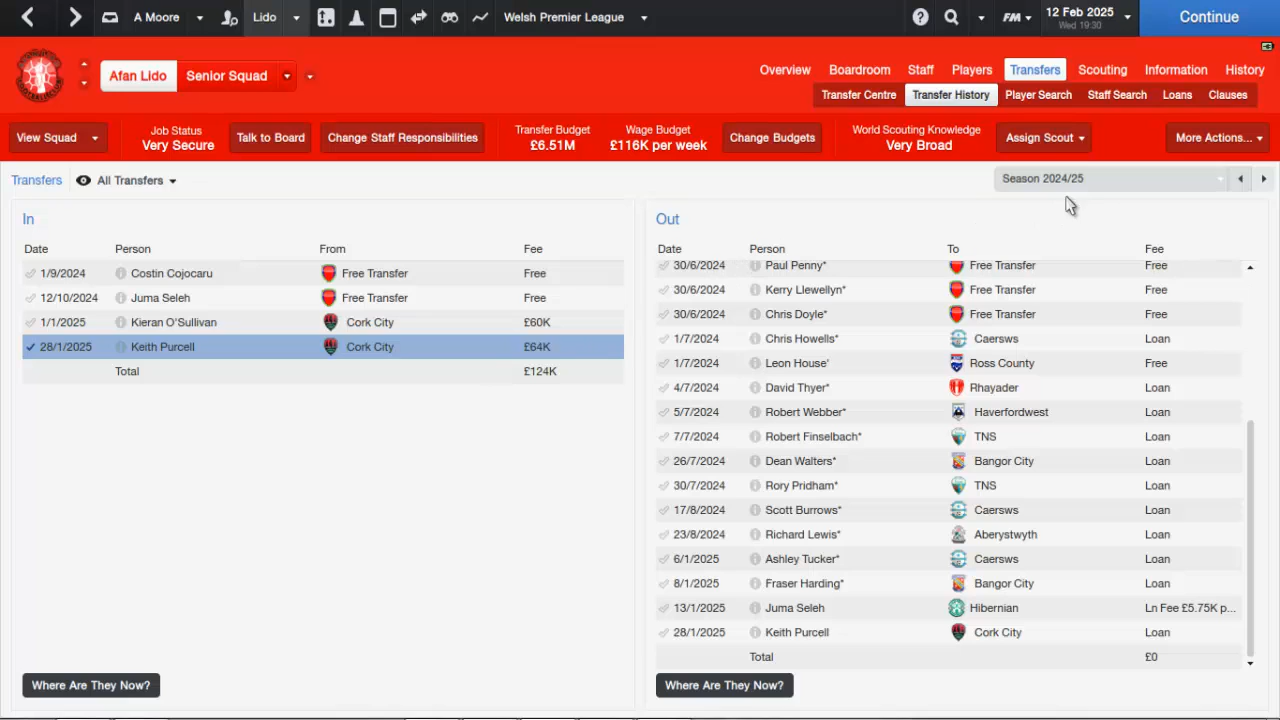 A Moore Lido Welsh Premier League FM 12 Feb 2025 Continue
Wed 19:30
Afan Lido Senior Squad Overview Boardroom Staff Players Transfers Scouting Information History
Transfer Centre Transfer History Player Search Staff Search Loans Clauses
View Squad Job Status Very Secure Talk to Board Change Staff Responsibilities Transfer Budget £6.51M Wage Budget £116K per week Change Budgets World Scouting Knowledge Very Broad Assign Scout More Actions...
Transfers All Transfers Season 2024/25
In
Date Person From Fee
1/9/2024 Costin Cojocaru Free Transfer Free
12/10/2024 Juma Seleh Free Transfer Free
1/1/2025 Kieran O'Sullivan Cork City £60K
28/1/2025 Keith Purcell Cork City £64K
Total £124K
Where Are They Now?
Out
Date Person To Fee
30/6/2024 Paul Penny* Free Transfer Free
30/6/2024 Kerry Llewellyn* Free Transfer Free
30/6/2024 Chris Doyle* Free Transfer Free
1/7/2024 Chris Howells* Caersws Loan
1/7/2024 Leon House' Ross County Free
4/7/2024 David Thyer* Rhayader Loan
5/7/2024 Robert Webber* Haverfordwest Loan
7/7/2024 Robert Finselbach* TNS Loan
26/7/2024 Dean Walters* Bangor City Loan
30/7/2024 Rory Pridham* TNS Loan
17/8/2024 Scott Burrows* Caersws Loan
23/8/2024 Richard Lewis* Aberystwyth Loan
6/1/2025 Ashley Tucker* Caersws Loan
8/1/2025 Fraser Harding* Bangor City Loan
13/1/2025 Juma Seleh Hibernian Ln Fee £5.75K p...
28/1/2025 Keith Purcell Cork City Loan
Total £0
Where Are They Now?